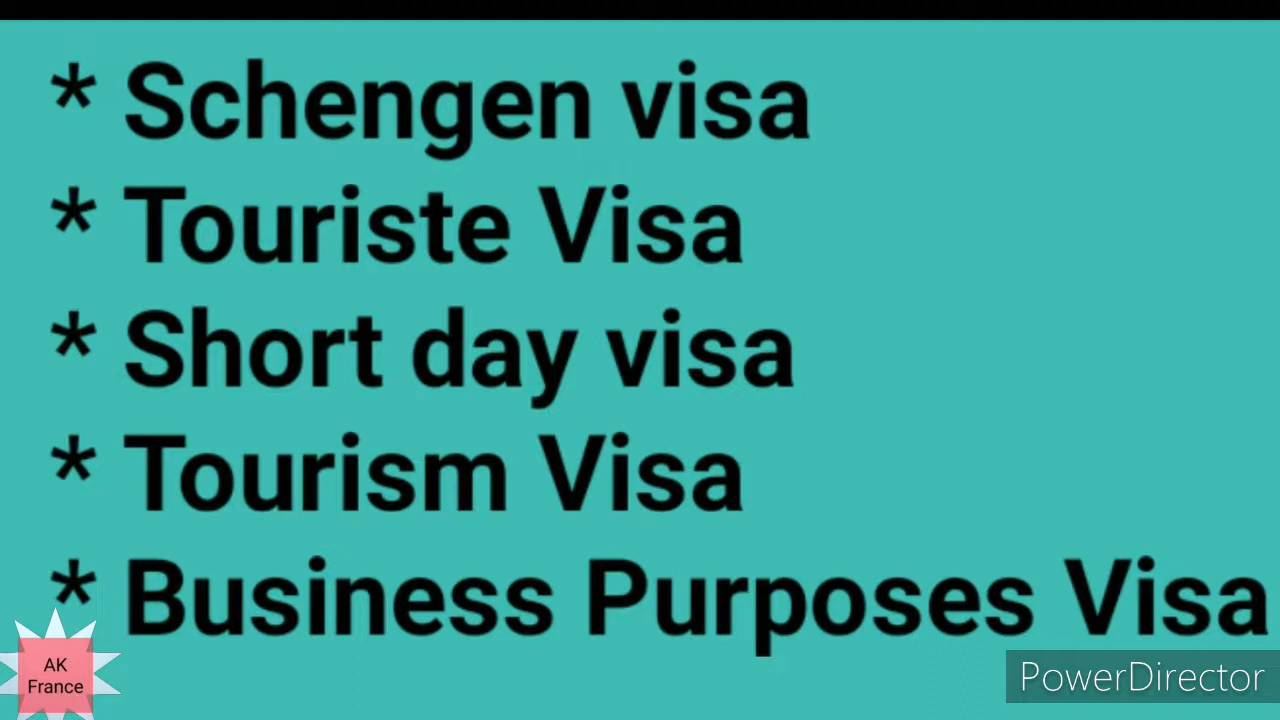 * Schengen visa
* Touriste Visa
* Short day visa
* Tourism Visa
* Business Purposes Visa
AK
France
PowerDirector